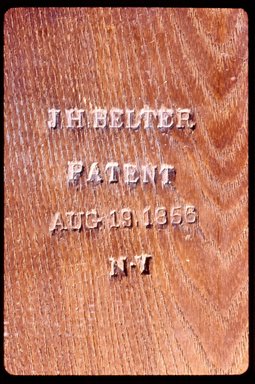 J.H.BELTER.
PATENT
AUG 19.1856
N-Y